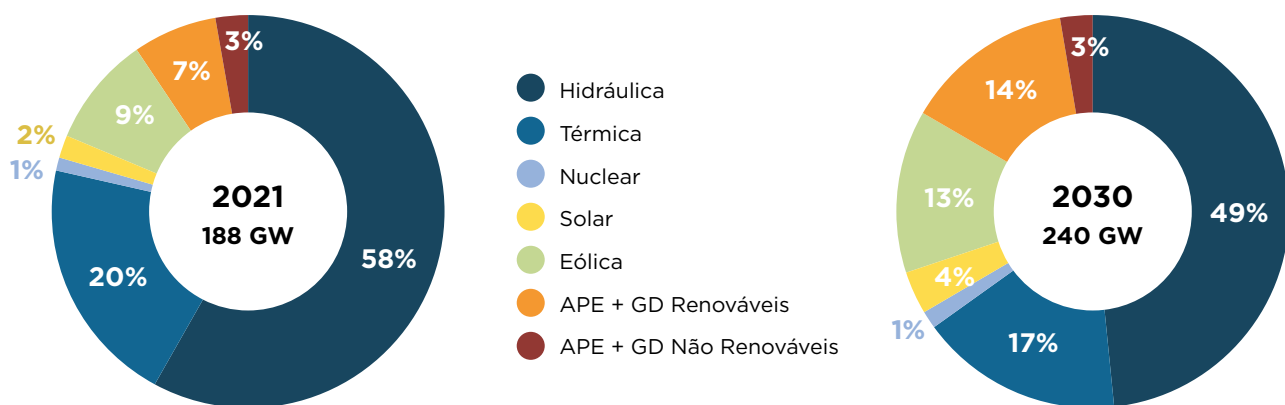 3%
7%
9%
2%
1%
20%
58%
2021
188 GW
Hidráulica
Térmica
Nuclear
Solar
Eólica
APE + GD Renováveis
APE + GD Não Renováveis
3%
14%
13%
4%
1%
17%
49%
2030
240 GW